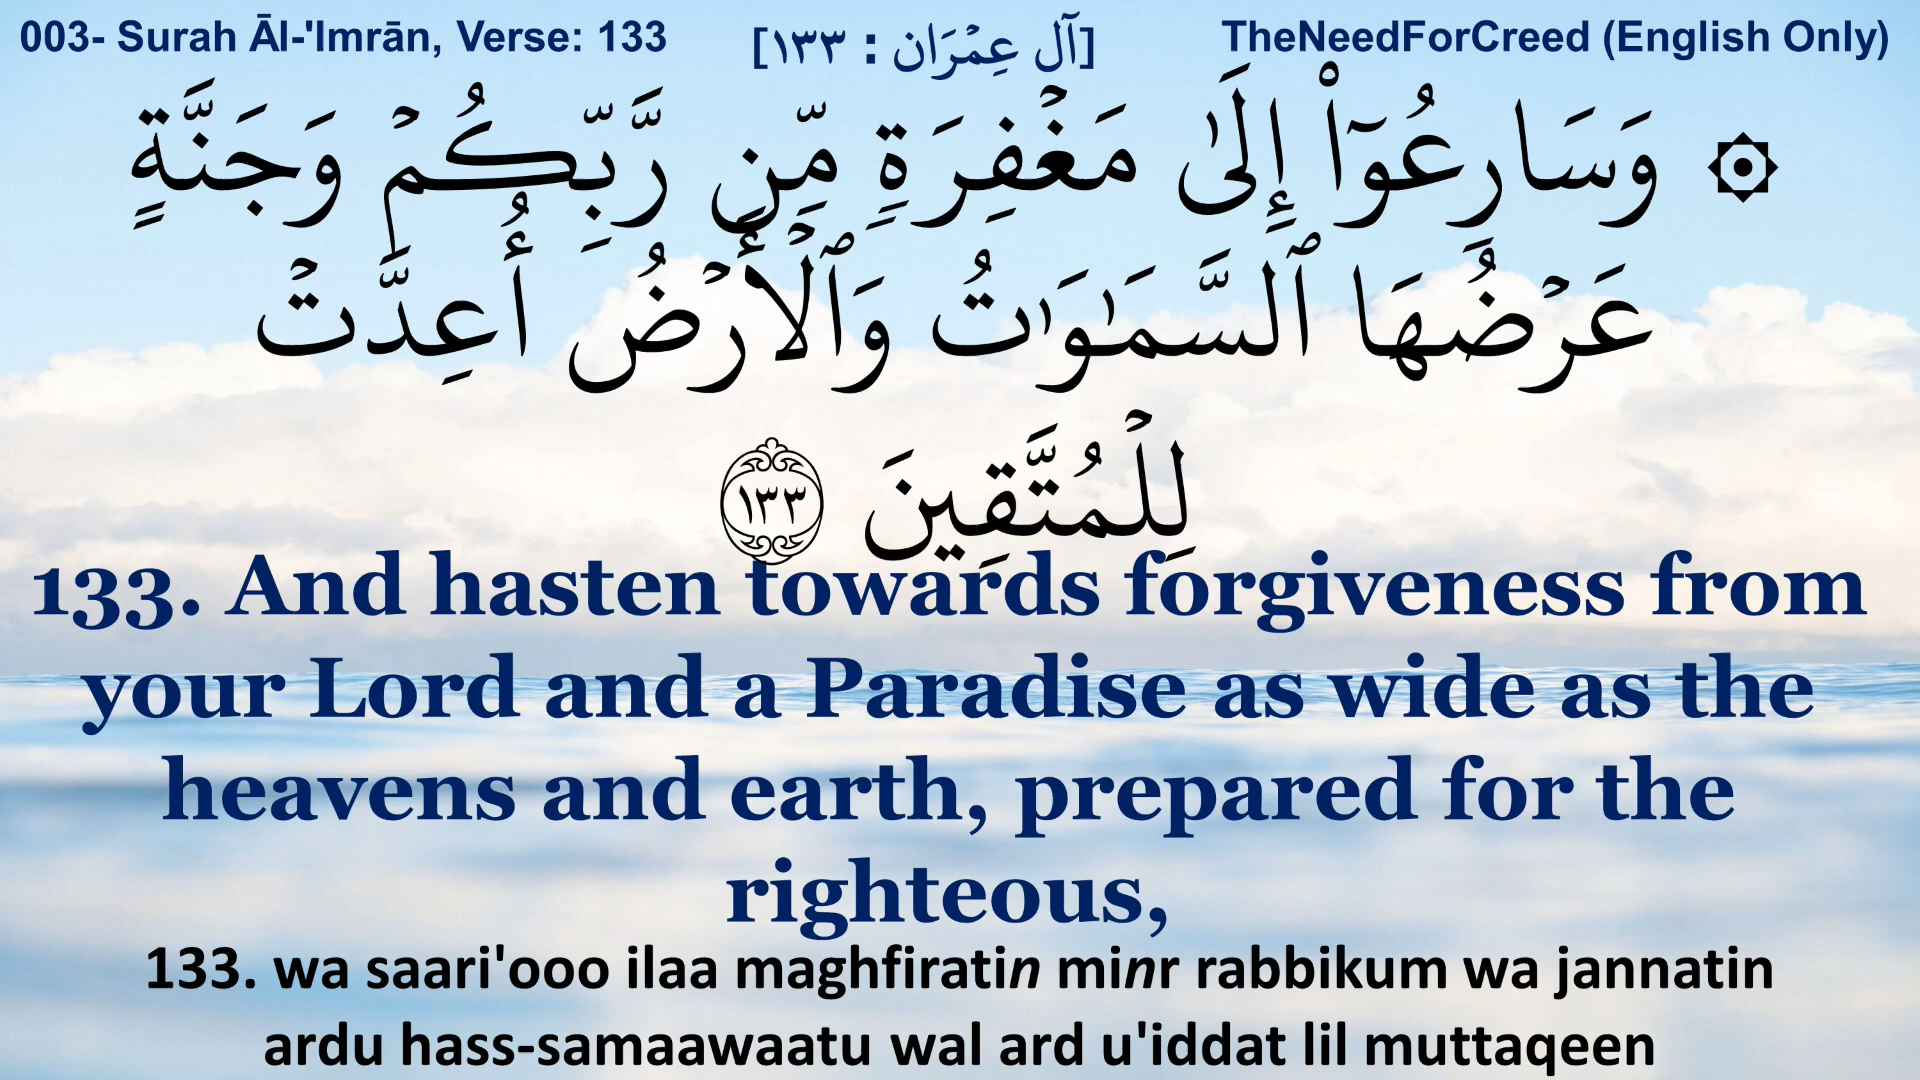 003- Surah Āl-'Imrān, Verse: 133
[آل عِمۡرَان : ١٣٣]
TheNeedForCreed (English Only)
۞ وَسَارِعُوٓاْ إِلَىٰ مَغۡفِرَةٖ مِّن رَّبِّكُمۡ وَجَنَّةٍ
عَرۡضُهَا ٱلسَّمَٰوَٰتُ وَٱلۡأَرۡضُ أُعِدَّتۡ
لِلۡمُتَّقِينَ ١٣٣
133. And hasten towards forgiveness from
your Lord and a Paradise as wide as the
heavens and earth, prepared for the
righteous,
133. wa saari'ooo ilaa maghfiratin minr rabbikum wa jannatin
ardu hass-samaawaatu wal ard u'iddat lil muttaqeen